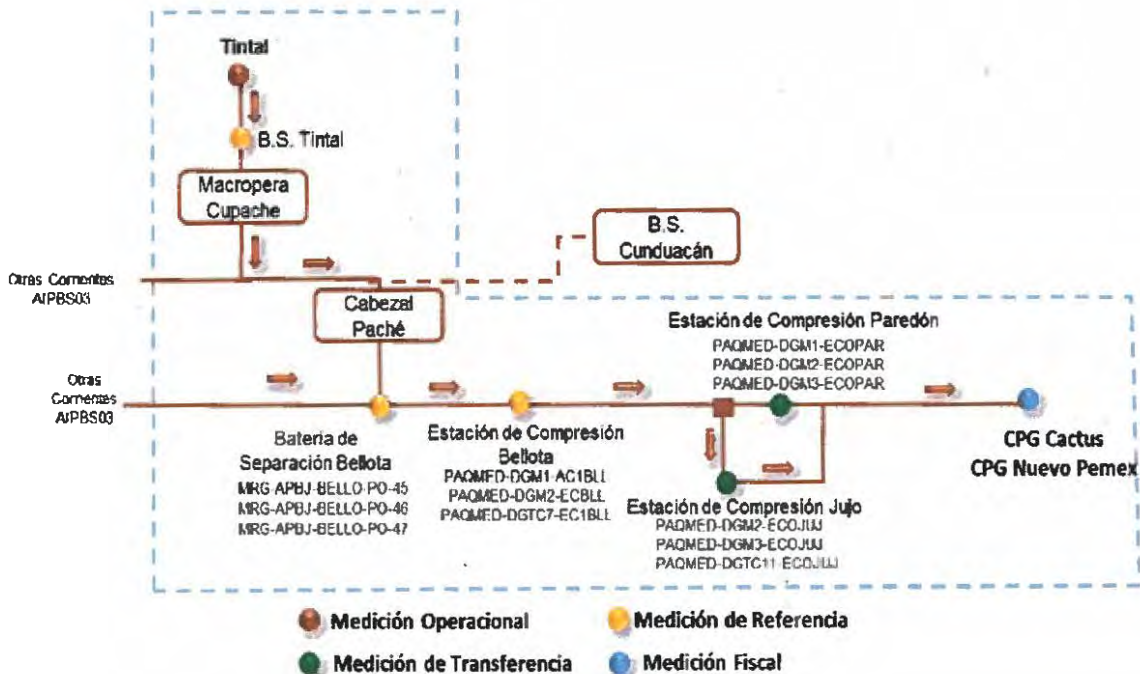 Tintal
B.S. Tintal
Macropera
Cupache
B.S.
Cunduacán
Otras Corrientes
AIPBS03
Cabezal
Paché
Estación de Compresión Paredón
PAQMED-DGM1-ECOPAR
PAQMED-DGM2-ECOPAR
PAQMED-DGM3-ECOPAR
Otras
Corrientes
AIPBS03
Batería de
Separación Bellota
MRG-APBJ-BELLO-PO-45
MRG-APBJ-BELLO-PO-46
MRG-APBJ-BELLO-PO-47
Estación de Compresión
Bellota
PAQMED-DGM1-AC1BLL
PAQMED-DGM2-ECBLL
PAQMED-DGTC7-EC1BLL
CPG Cactus
CPG Nuevo Pemex
Estación de Compresión Jujo
PAQMED-DGM2-ECOJUJ
PAQMED-DGM3-ECOJUJ
PAQMED-DGTC11-ECOJUJ
Medición Operacional
Medición de Referencia
Medición de Transferencia
Medición Fiscal